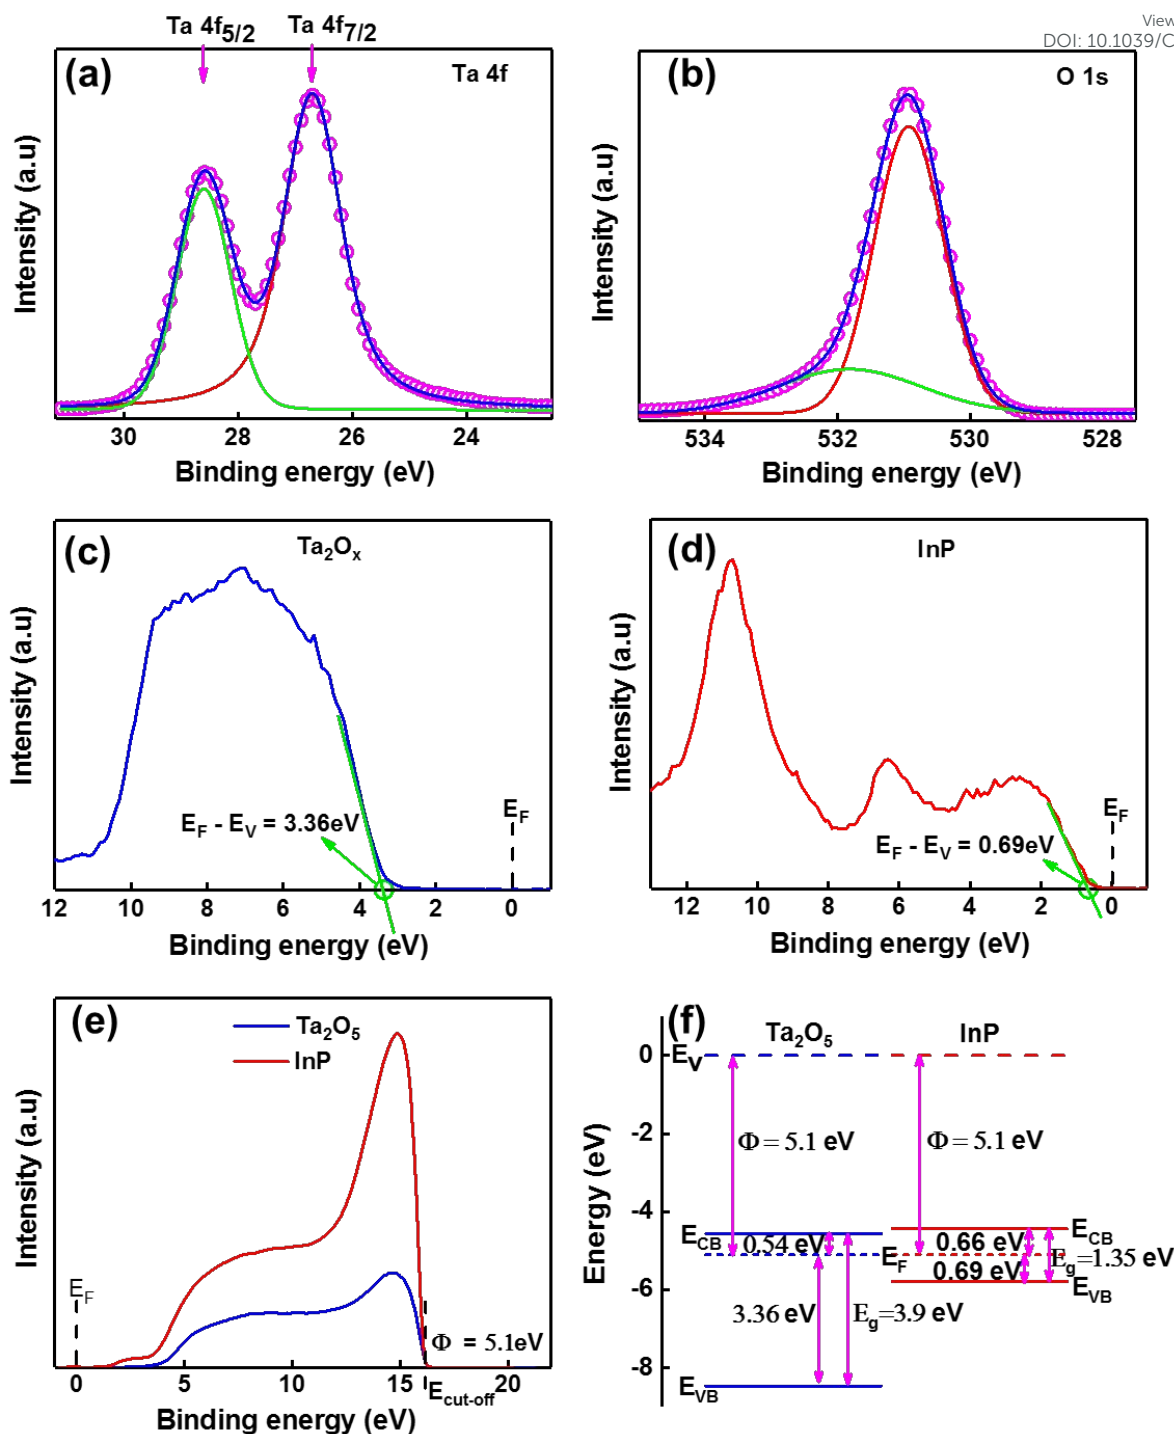 View
DOI: 10.1039/C
Ta 4f5/2 Ta 4f7/2
(a) Ta 4f
Intensity (a.u)
30 28 26 24
Binding energy (eV)
(b) O 1s
Intensity (a.u)
534 532 530 528
Binding energy (eV)
(c) Ta2Ox
Intensity (a.u)
EF - EV = 3.36eV
EF
12 10 8 6 4 2 0
Binding energy (eV)
(d) InP
Intensity (a.u)
EF - EV = 0.69eV
EF
12 10 8 6 4 2 0
Binding energy (eV)
(e)
Ta2O5
InP
Intensity (a.u)
EF
Φ = 5.1eV
Ecut-off
0 5 10 15 20
Binding energy (eV)
(f)
Ta2O5 InP
Energy (eV)
0
-2
-4
-6
-8
EV
Φ = 5.1 eV Φ = 5.1 eV
ECB ECB
0.54 eV 0.66 eV
EF Eg=1.35 eV
0.69 eV
EVB
3.36 eV Eg=3.9 eV
EVB